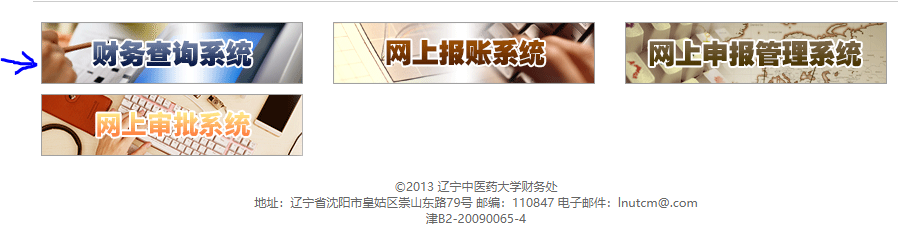 财务查询系统
网上报账系统
网上申报管理系统
网上审批系统
©2013 辽宁中医药大学财务处
地址：辽宁省沈阳市皇姑区崇山东路79号 邮编：110847 电子邮件：lnutcm@.com
津B2-20090065-4